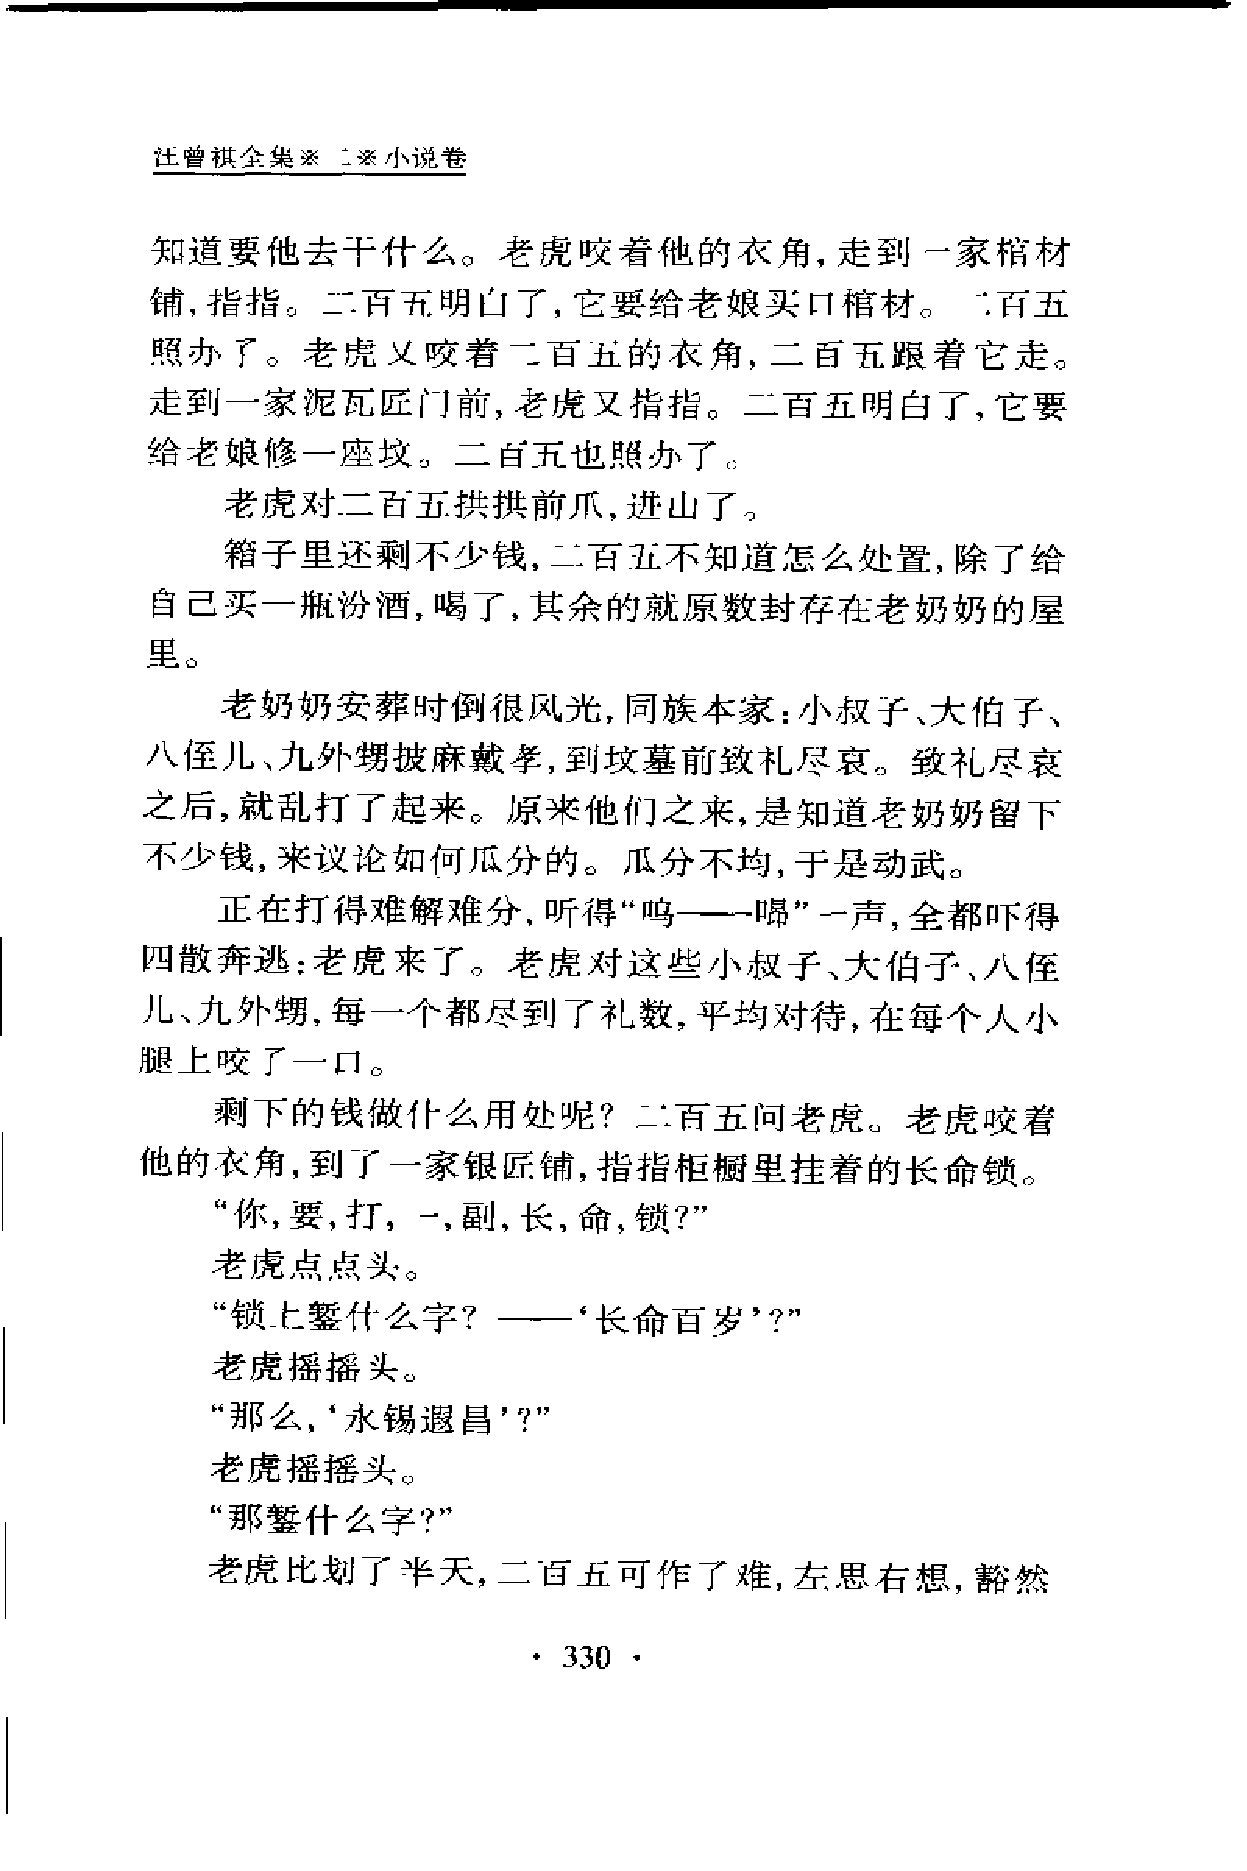 汪曾祺全集※二※小说卷
知道要他去干什么。老虎咬着他的衣角,走到一家棺材
铺,指指。二百五明白了,它要给老娘买口棺材。二百五
照办了。老虎又咬着二百五的衣角,二百五跟着它走。
走到一家泥瓦匠门前,老虎又指指。二百五明白了,它要
给老娘修一座坟。二百五也照办了。
老虎对二百五拱拱前爪,进山了。
箱子里还剩不少钱,二百五不知道怎么处置,除了给
自己买一瓶汾酒,喝了,其余的就原数封存在老奶奶的屋
里。
老奶奶安葬时倒很风光,同族本家:小叔子、大伯子、
八侄儿、九外甥披麻戴孝,到坟墓前致礼尽哀。致礼尽哀
之后,就乱打了起来。原来他们之来,是知道老奶奶留下
不少钱,来议论如何瓜分的。瓜分不均,于是动武。
正在打得难解难分,听得“呜——噑”一声,全都吓得
四散奔逃:老虎来了。老虎对这些小叔子、大伯子、八侄
儿、九外甥,每一个都尽到了礼数,平均对待,在每个人小
腿上咬了一口。
剩下的钱做什么用处呢?二百五问老虎。老虎咬着
他的衣角,到了一家银匠铺,指指柜橱里挂着的长命锁。
“你,要,打,一,副,长,命,锁?”
老虎点点头。
“锁上錾什么字?——‘长命百岁’?”
老虎摇摇头。
“那么,‘永锡遐昌’?”
老虎摇摇头。
“那錾什么字?”
老虎比划了半天,二百五可作了难,左思右想,豁然
· 330 ·